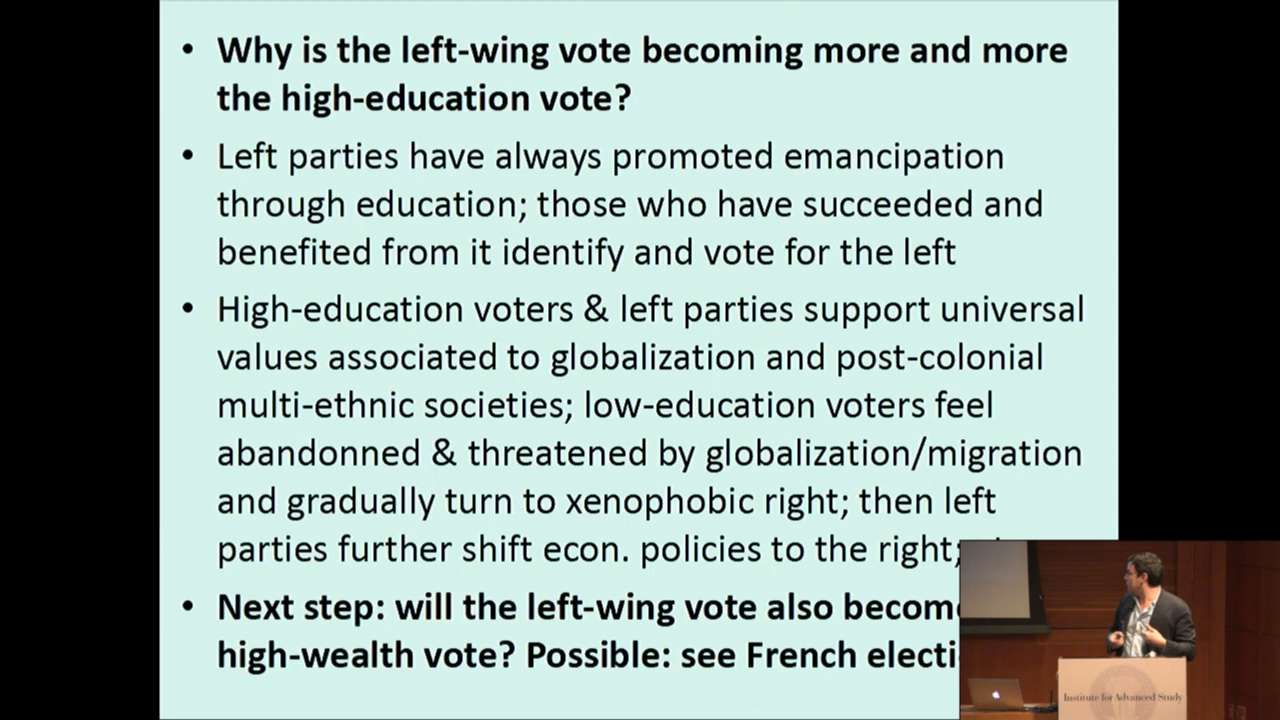 • Why is the left-wing vote becoming more and more
the high-education vote?
• Left parties have always promoted emancipation
through education; those who have succeeded and
benefited from it identify and vote for the left
• High-education voters & left parties support universal
values associated to globalization and post-colonial
multi-ethnic societies; low-education voters feel
abandonned & threatened by globalization/migration
and gradually turn to xenophobic right; then left
parties further shift econ. policies to the right;
• Next step: will the left-wing vote also
high-wealth vote? Possible: see French
Institute for Advanced Study